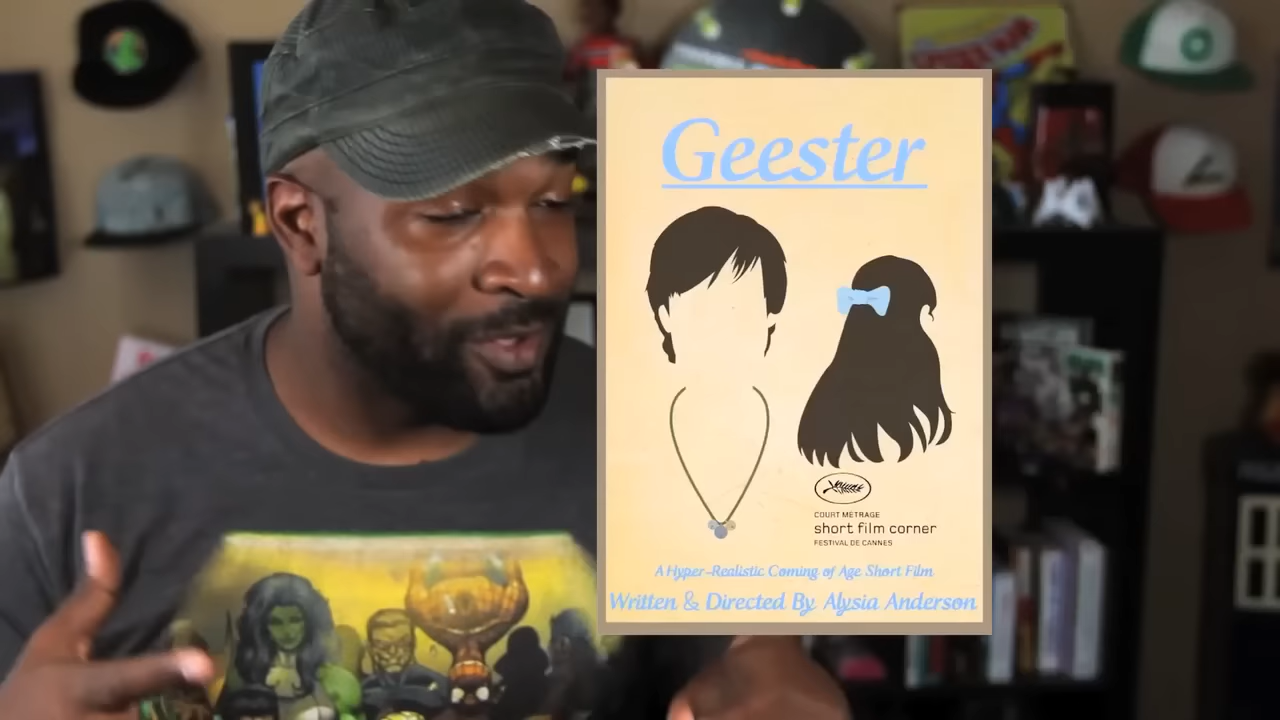 Geester
COURT METRAGE
short film corner
FESTIVAL DE CANNES
A Hyper-Realistic Coming of Age Short Film
Written & Directed By Alysia Anderson